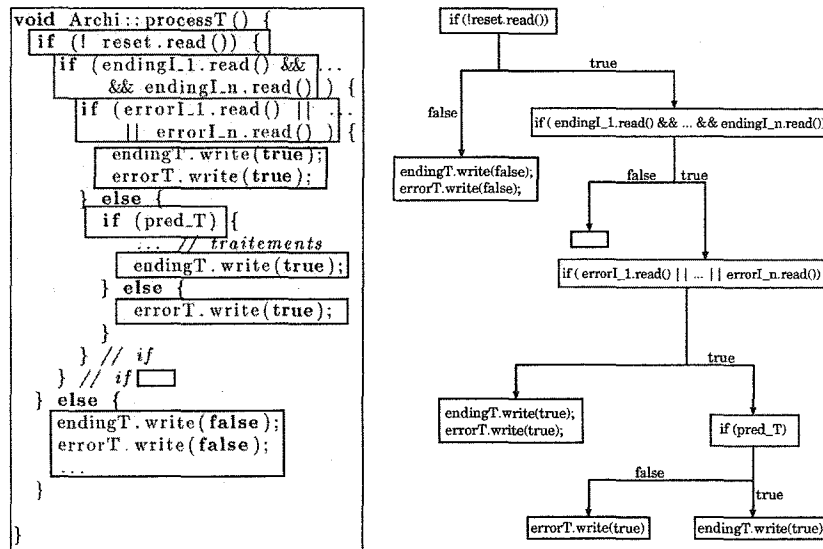 void Archi::processT() {
if (! reset.read()) {
if (endingI_1.read() && ...
&& endingI_n.read() ) {
if (errorI_1.read() || ...
|| errorI_n.read() ) {
endingT.write(true);
errorT.write(true);
} else {
if (pred_T) {
... // traitements
endingT.write(true);
} else {
errorT.write(true);
}
} // if
} // if
} else {
endingT.write(false);
errorT.write(false);
...
}
}
if (!reset.read())
true
false
if ( endingI_1.read() && ... && endingI_n.read())
endingT.write(false);
errorT.write(false);
false
true
if ( errorI_1.read() || ... || errorI_n.read())
true
endingT.write(true);
errorT.write(true);
if (pred_T)
false
true
errorT.write(true)
endingT.write(true)